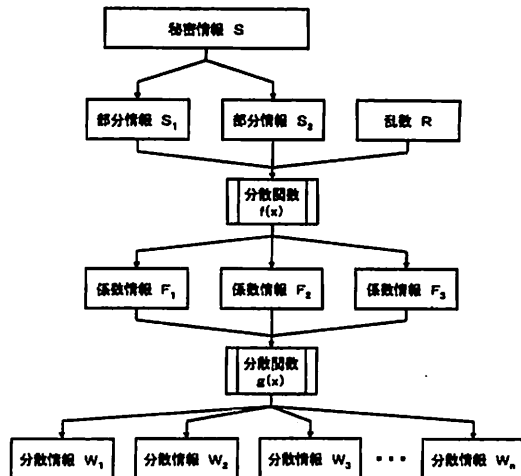 秘密情報 S
部分情報 S₁
部分情報 S₂
乱数 R
分散関数
f(x)
係数情報 F₁
係数情報 F₂
係数情報 F₃
分散関数
g(x)
分散情報 W₁
分散情報 W₂
分散情報 W₃
・・・
分散情報 Wₙ